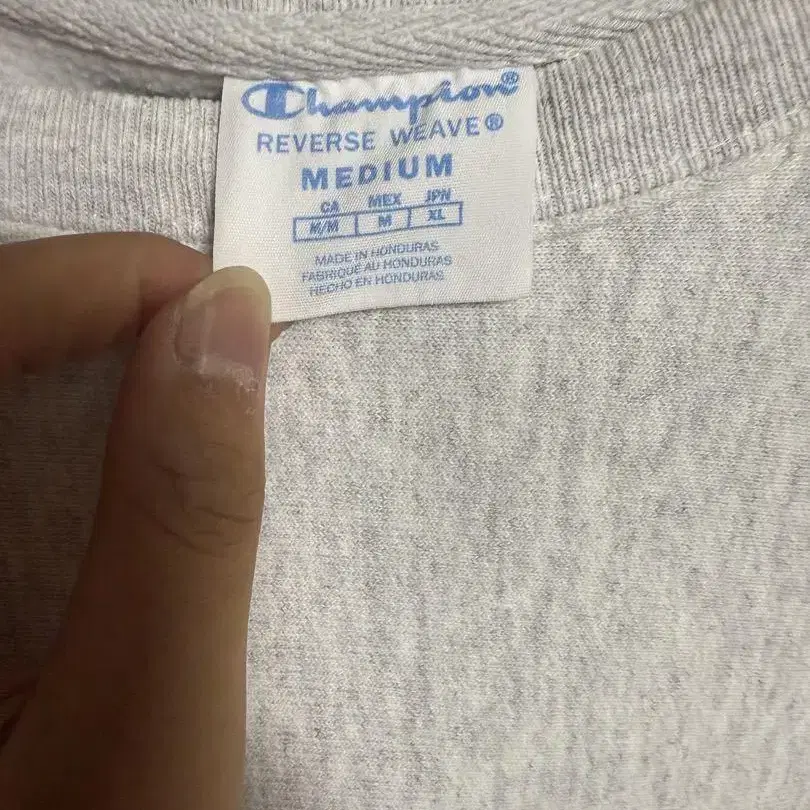 Champion®
REVERSE WEAVE®
MEDIUM
CA MEX JPN
M/M M XL
MADE IN HONDURAS
FABRIQUÉ AU HONDURAS
HECHO EN HONDURAS